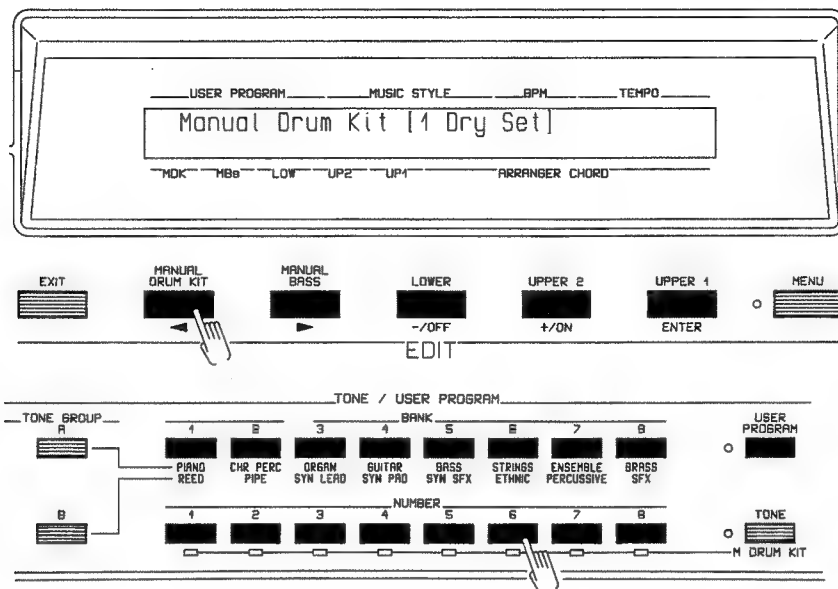 USER PROGRAM MUSIC STYLE BPM TEMPO
Manual Drum Kit [1 Dry Set]
MDK MBs LOW UP2 UP1 ARRANGER CHORD
EXIT MANUAL DRUM KIT MANUAL BASS LOWER UPPER 2 UPPER 1 MENU
◄ ► -/OFF +/ON ENTER
EDIT
TONE / USER PROGRAM
TONE GROUP BANK USER PROGRAM
A 1 2 3 4 5 6 7 8
PIANO CHR PERC ORGAN GUITAR BASS STRINGS ENSEMBLE BRASS
REED PIPE SYN LEAD SYN PAD SYN SFX ETHNIC PERCUSSIVE SFX
NUMBER
B 1 2 3 4 5 6 7 8 TONE
M DRUM KIT